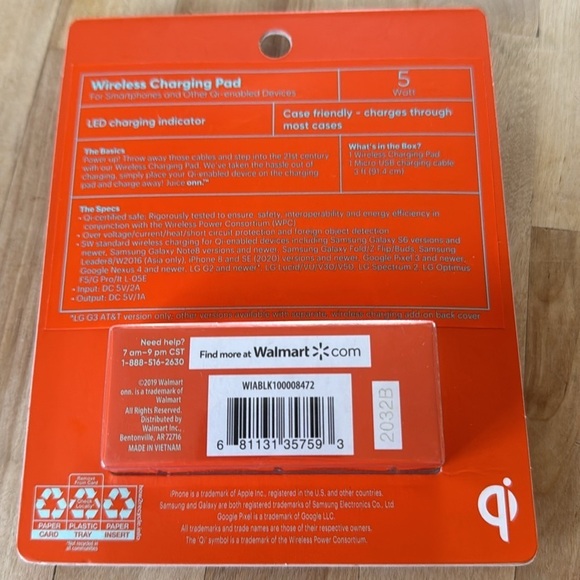 Wireless Charging Pad
For Smartphones and Other Qi-enabled Devices
5
Watt
LED charging indicator
Case friendly - charges through
most cases
The Basics
Power up! Throw away those cables and step into the 21st century
with our Wireless Charging Pad. We've taken the hassle out of
charging, simply place your Qi-enabled device on the charging
pad and charge away! Juice onn.™
What's in the Box?
1 Wireless Charging Pad
1 Micro-USB charging cable
3 ft (91.4 cm)
The Specs
• Qi-certified safe. Rigorously tested to ensure safety, interoperability and energy efficiency in
conjunction with the Wireless Power Consortium (WPC)
• Over voltage/current/short circuit protection and foreign object detection
• 5W standard wireless charging for Qi-enabled devices including Samsung Galaxy S6 versions and
newer, Samsung Galaxy Note8 versions and newer, Samsung Galaxy Fold/Z Flip/Buds, Samsung
Leader8/W2016 (Asia only), iPhone 8 and SE (2020) versions and newer, Google Pixel 3 and newer,
Google Nexus 4 and newer, LG G2 and newer*, LG Lucid/V0/V30/V50, LG-Spectrum 2, LG Optimus
F5/G Pro/It L-05E
• Input: DC 5V/2A
• Output: DC 5V/1A
*LG G3 AT&T version only, other versions available with separate wireless charging add on back cover
Need help?
7 am-9 pm CST
1-888-516-2630
Find more at Walmart com
©2019 Walmart
onn. is a trademark of
Walmart
All Rights Reserved.
Distributed by
Walmart Inc.,
Bentonville, AR 72716
MADE IN VIETNAM
WIABLK100008472
6 81131 35759 3
2032B
Remove
From Card
Check
Locally*
PAPER PLASTIC PAPER
CARD TRAY INSERT
*Not recycled in
all communities
how2recycle.info
iPhone is a trademark of Apple Inc., registered in the U.S. and other countries.
Samsung and Galaxy are both registered trademarks of Samsung Electronics Co., Ltd.
Google Pixel is a trademark of Google LLC.
All trademarks and trade names are those of their respective owners.
The 'Qi' symbol is a trademark of the Wireless Power Consortium.
qi